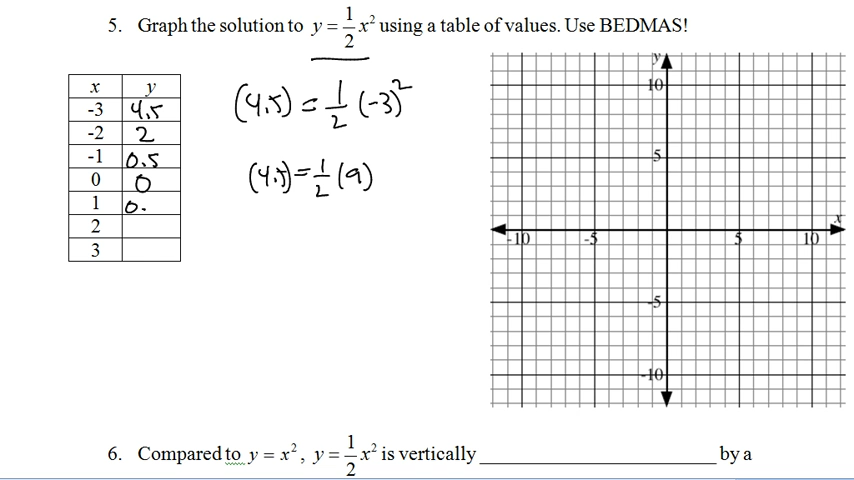 5. Graph the solution to y = 1/2 x² using a table of values. Use BEDMAS!
x y
-3 4.5
-2 2
-1 0.5
0 0
1 0.
2
3
(4.5) = 1/2 (-3)²
(4.5) = 1/2 (9)
y
10
5
-10 -5 5 10 x
-5
-10
6. Compared to y = x², y = 1/2 x² is vertically ____________________ by a